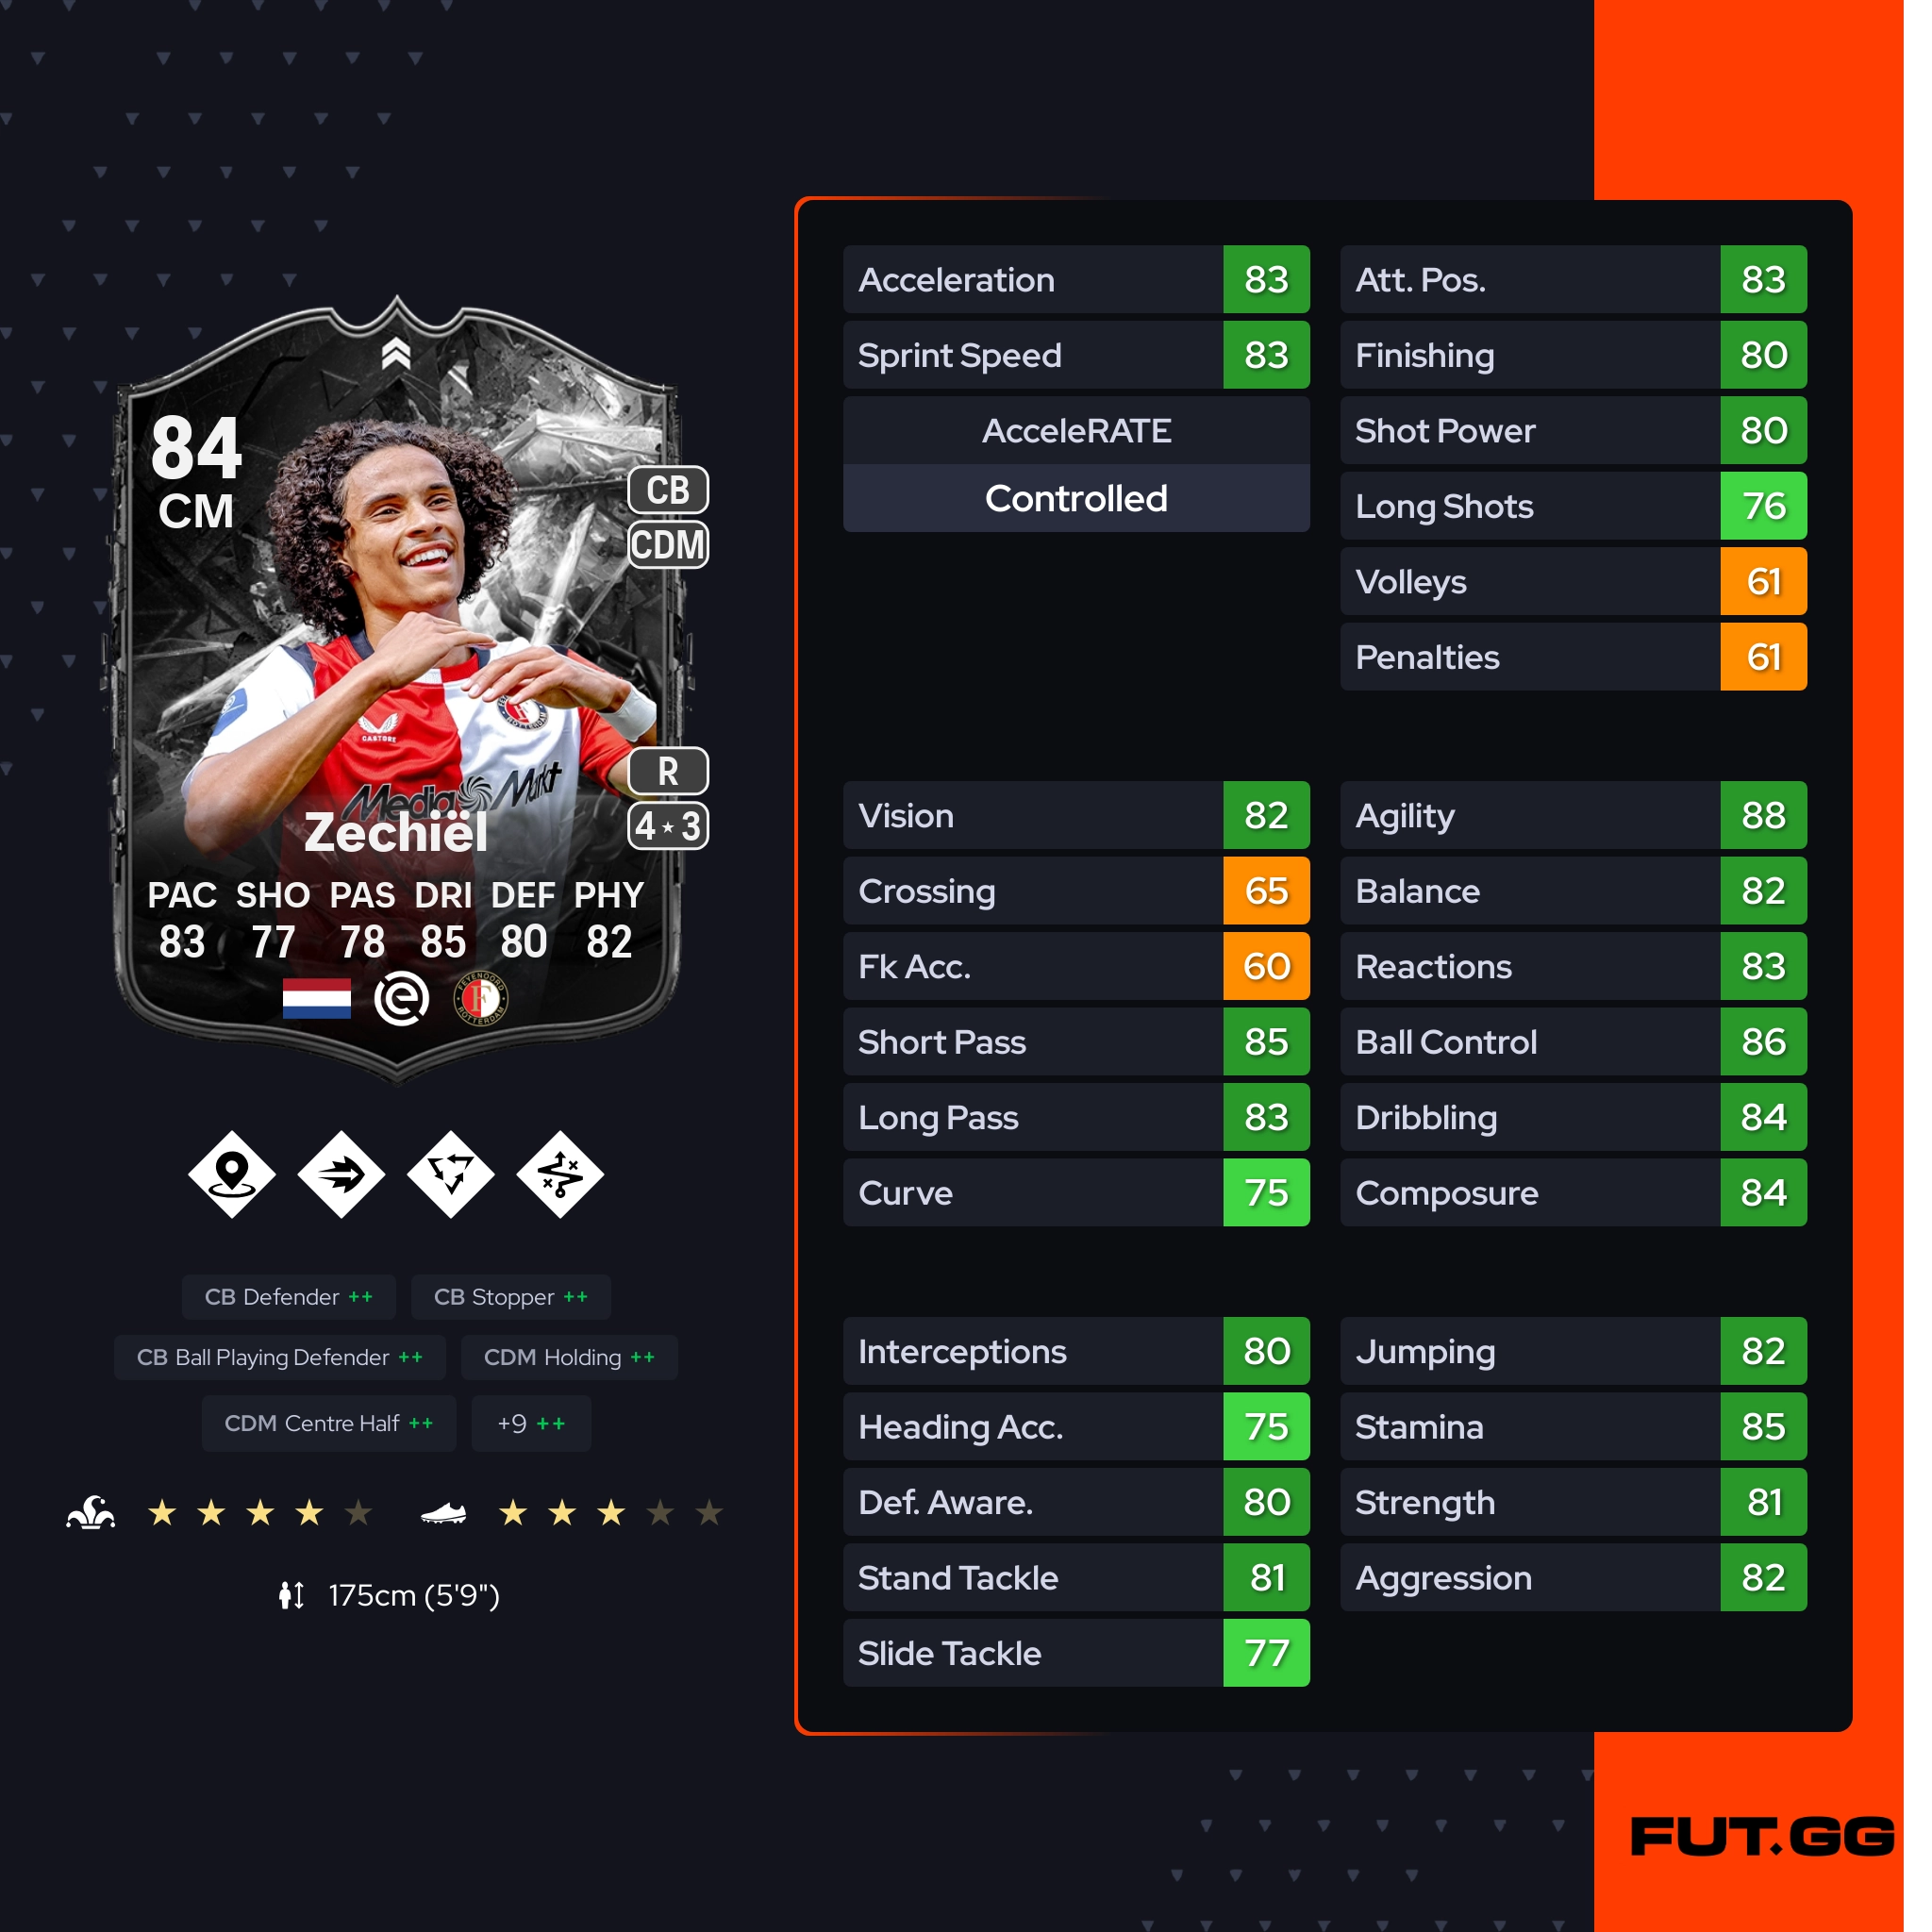 84
CM
CB
CDM
CASTORE
R
Media Markt
4★3
Zechiël
PAC SHO PAS DRI DEF PHY
83 77 78 85 80 82
FEYENOORD
ROTTERDAM
CB Defender ++
CB Stopper ++
CB Ball Playing Defender ++
CDM Holding ++
CDM Centre Half ++
+9 ++
175cm (5'9")
Acceleration 83
Sprint Speed 83
AcceleRATE
Controlled
Att. Pos. 83
Finishing 80
Shot Power 80
Long Shots 76
Volleys 61
Penalties 61
Vision 82
Crossing 65
Fk Acc. 60
Short Pass 85
Long Pass 83
Curve 75
Agility 88
Balance 82
Reactions 83
Ball Control 86
Dribbling 84
Composure 84
Interceptions 80
Heading Acc. 75
Def. Aware. 80
Stand Tackle 81
Slide Tackle 77
Jumping 82
Stamina 85
Strength 81
Aggression 82
FUT.GG